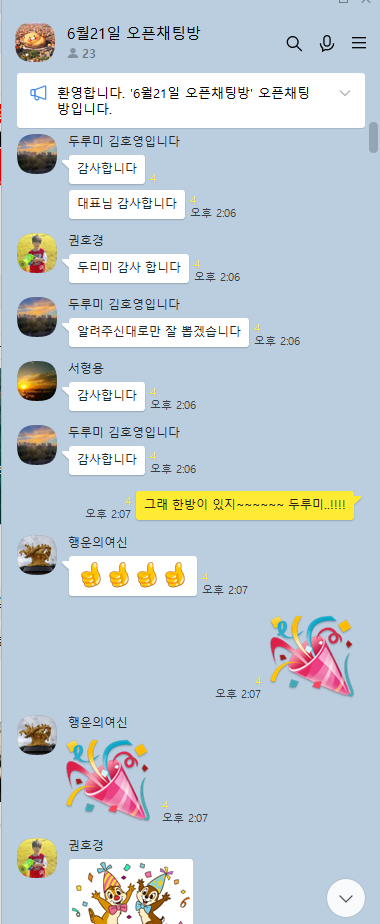 6월21일 오픈채팅방
23
환영합니다. '6월21일 오픈채팅방' 오픈채팅
방입니다.
두루미 김호영입니다
감사합니다
4
대표님 감사합니다
4
오후 2:06
권호경
두리미 감사 합니다
4
오후 2:06
두루미 김호영입니다
알려주신대로만 잘 뽑겠습니다
4
오후 2:06
서형용
감사합니다
4
오후 2:06
두루미 김호영입니다
감사합니다
4
오후 2:06
4
오후 2:07
그래 한방이 있지~~~~~~ 두루미..!!!!
행운의여신
4
오후 2:07
4
오후 2:07
행운의여신
4
오후 2:07
권호경